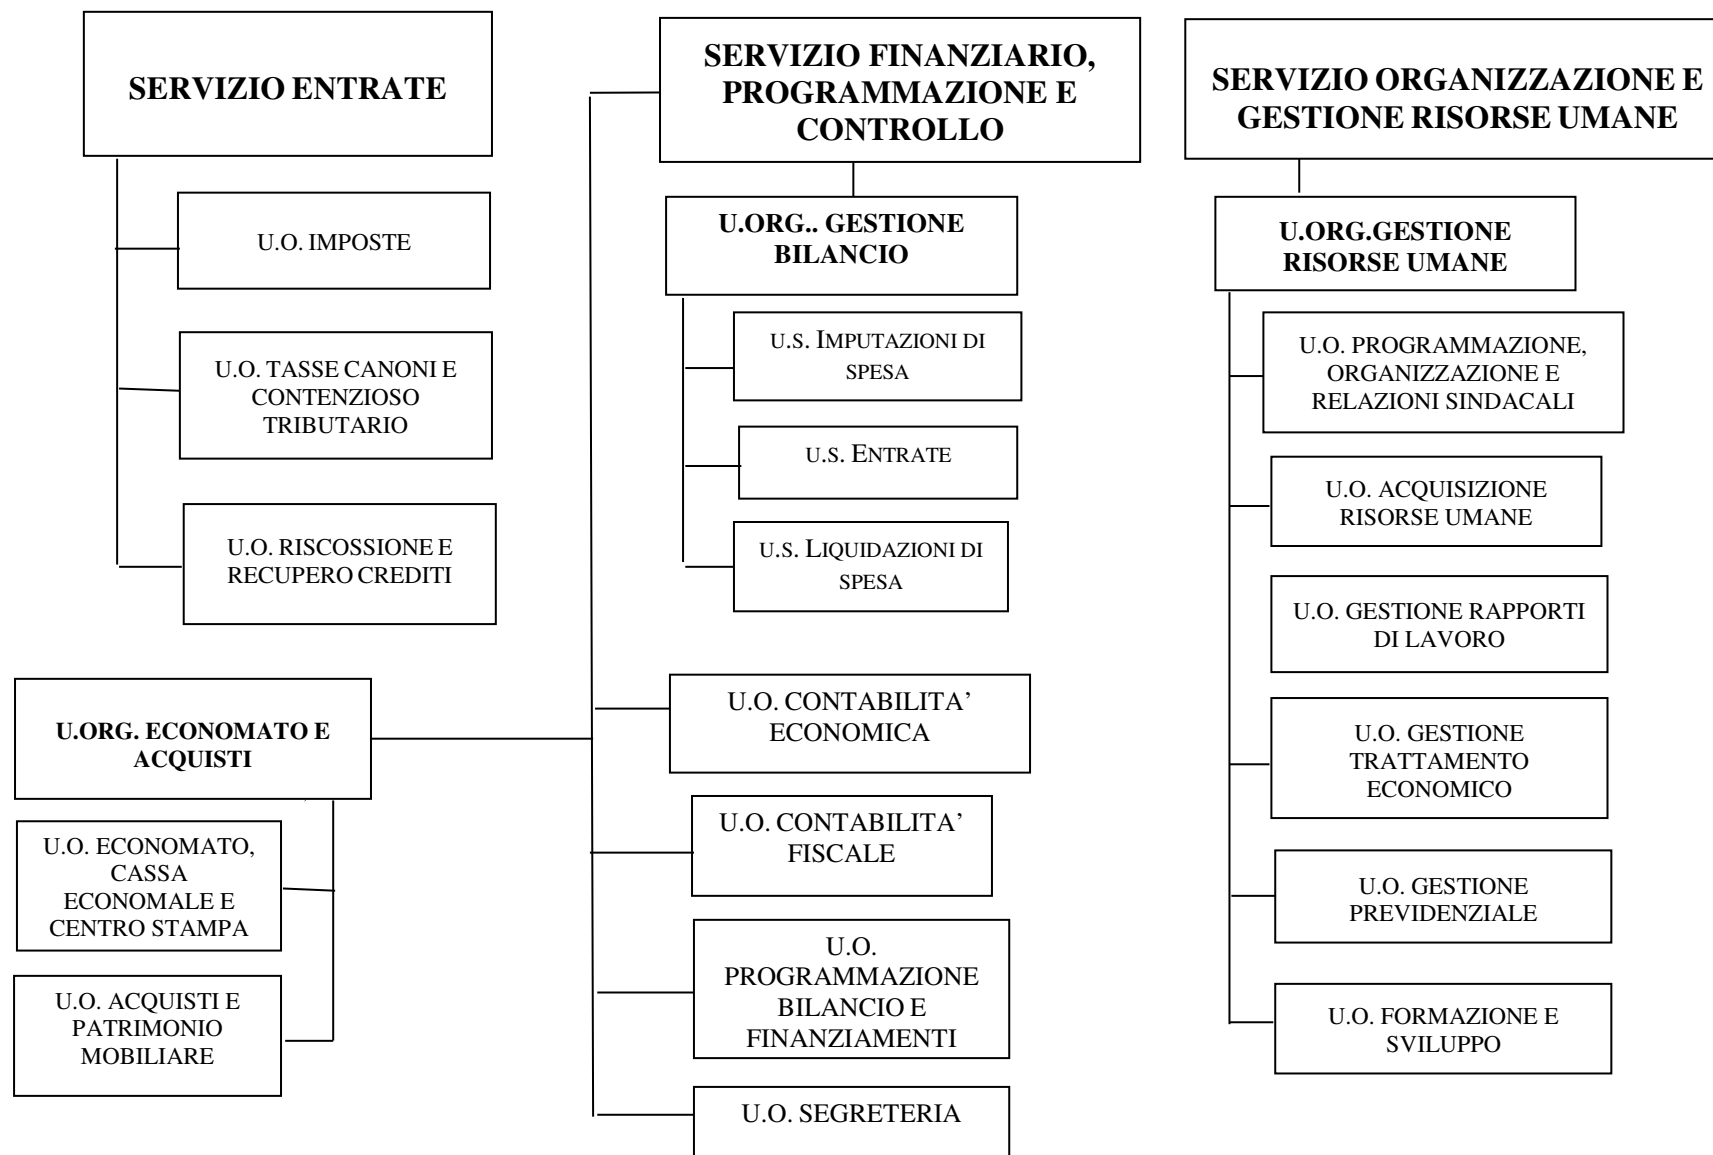 SERVIZIO ENTRATE
U.O. IMPOSTE
U.O. TASSE CANONI E
CONTENZIOSO
TRIBUTARIO
U.O. RISCOSSIONE E
RECUPERO CREDITI
U.ORG. ECONOMATO E
ACQUISTI
U.O. ECONOMATO,
CASSA
ECONOMALE E
CENTRO STAMPA
U.O. ACQUISTI E
PATRIMONIO
MOBILIARE
SERVIZIO FINANZIARIO,
PROGRAMMAZIONE E
CONTROLLO
U.ORG.. GESTIONE
BILANCIO
U.S. IMPUTAZIONI DI
SPESA
U.S. ENTRATE
U.S. LIQUIDAZIONI DI
SPESA
U.O. CONTABILITA’
ECONOMICA
U.O. CONTABILITA’
FISCALE
U.O.
PROGRAMMAZIONE
BILANCIO E
FINANZIAMENTI
U.O. SEGRETERIA
SERVIZIO ORGANIZZAZIONE E
GESTIONE RISORSE UMANE
U.ORG.GESTIONE
RISORSE UMANE
U.O. PROGRAMMAZIONE,
ORGANIZZAZIONE E
RELAZIONI SINDACALI
U.O. ACQUISIZIONE
RISORSE UMANE
U.O. GESTIONE RAPPORTI
DI LAVORO
U.O. GESTIONE
TRATTAMENTO
ECONOMICO
U.O. GESTIONE
PREVIDENZIALE
U.O. FORMAZIONE E
SVILUPPO